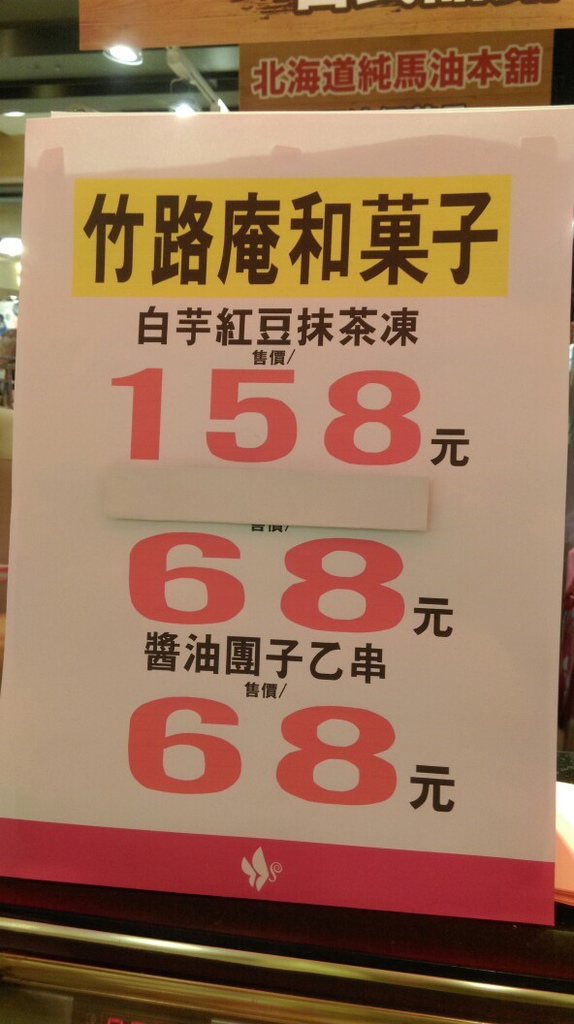 北海道純馬油本舖
竹路庵和菓子
白芋紅豆抹茶凍
售價/
158元
售價/
68元
醬油團子乙串
售價/
68元